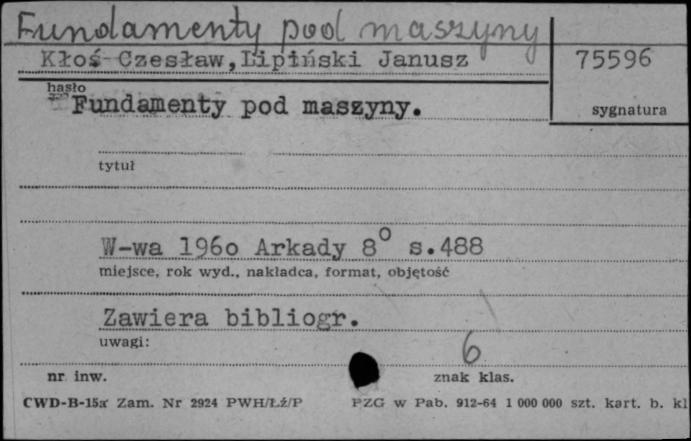 Fundamenty pod maszyny
Kłoś Czesław, Lipiński Janusz
75596
hasło
Fundamenty pod maszyny.
sygnatura
tytuł
W-wa 196o Arkady 8° s.488
miejsce, rok wyd., nakładca, format, objętość
Zawiera bibliogr.
uwagi:
6
nr inw.
znak klas.
CWD-B-15a Zam. Nr 2924 PWH/Łź/P
PZG w Pab. 912-64 1 000 000 szt. kart. b. kl